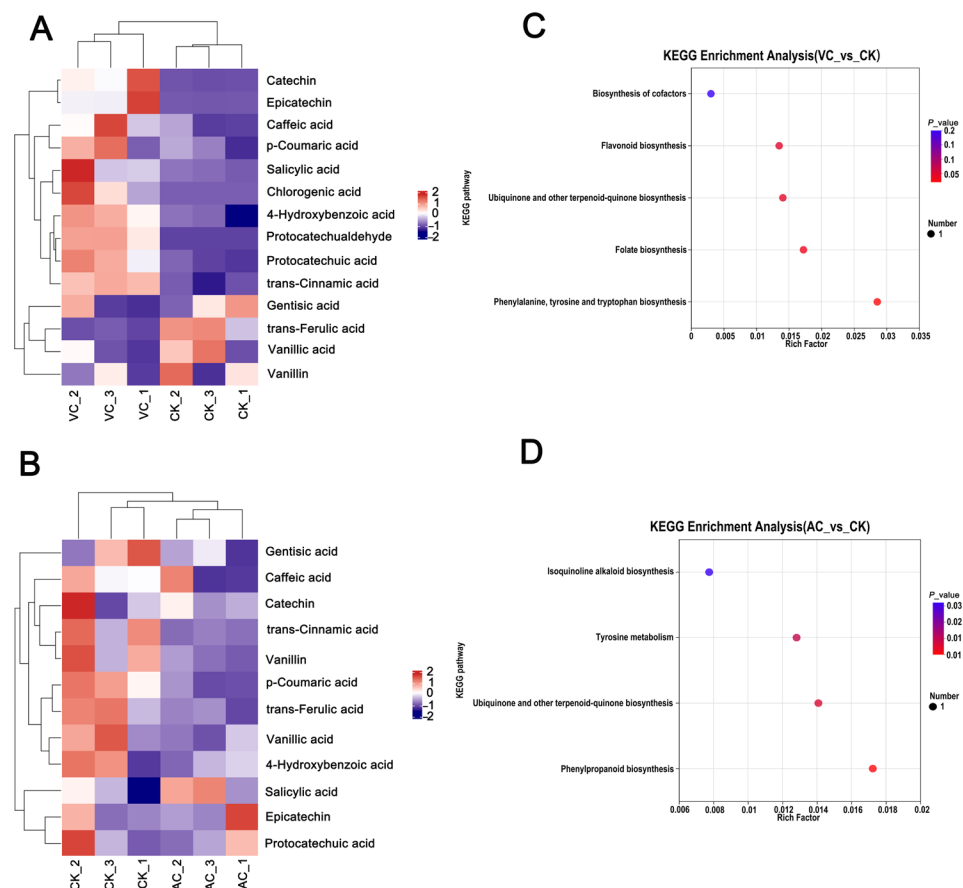 A
Catechin
Epicatechin
Caffeic acid
p-Coumaric acid
Salicylic acid
Chlorogenic acid
4-Hydroxybenzoic acid
Protocatechualdehyde
Protocatechuic acid
trans-Cinnamic acid
Gentisic acid
trans-Ferulic acid
Vanillic acid
Vanillin
VC_2 VC_3 VC_1 CK_2 CK_3 CK_1
2
1
0
-1
-2
C
KEGG Enrichment Analysis(VC_vs_CK)
KEGG pathway
Biosynthesis of cofactors
Flavonoid biosynthesis
Ubiquinone and other terpenoid-quinone biosynthesis
Folate biosynthesis
Phenylalanine, tyrosine and tryptophan biosynthesis
0 0.005 0.01 0.015 0.02 0.025 0.03 0.035
Rich Factor
P_value
0.2
0.1
0.1
0.05
Number
1
B
Gentisic acid
Caffeic acid
Catechin
trans-Cinnamic acid
Vanillin
p-Coumaric acid
trans-Ferulic acid
Vanillic acid
4-Hydroxybenzoic acid
Salicylic acid
Epicatechin
Protocatechuic acid
CK_2 CK_3 CK_1 AC_2 AC_3 AC_1
2
1
0
-1
-2
D
KEGG Enrichment Analysis(AC_vs_CK)
KEGG pathway
Isoquinoline alkaloid biosynthesis
Tyrosine metabolism
Ubiquinone and other terpenoid-quinone biosynthesis
Phenylpropanoid biosynthesis
0.006 0.008 0.01 0.012 0.014 0.016 0.018 0.02
Rich Factor
P_value
0.03
0.02
0.01
0.01
Number
1